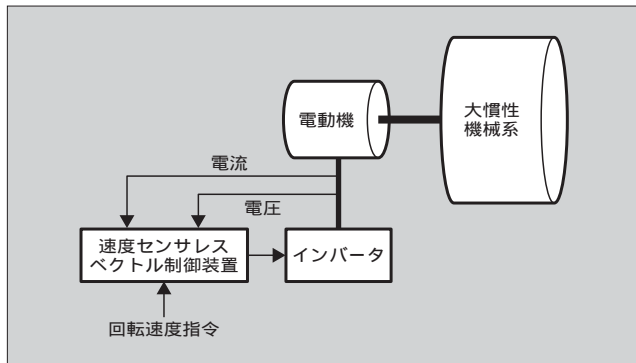 電動機
大慣性
機械系
電流
電圧
速度センサレス
ベクトル制御装置
インバータ
回転速度指令